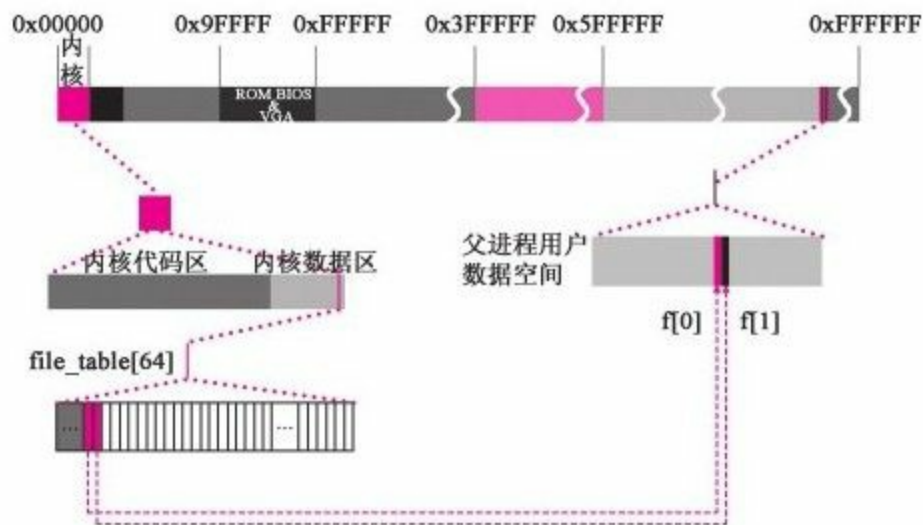 0x00000 0x9FFFF 0xFFFFF 0x3FFFFF 0x5FFFFF 0xFFFFFF
内
核
ROM BIOS
&
VGA
内核代码区 内核数据区
父进程用户
数据空间
f[0] f[1]
file_table[64]
... ...